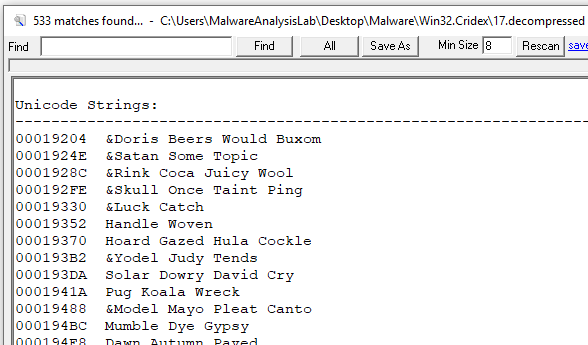 533 matches found... - C:\Users\MalwareAnalysisLab\Desktop\Malware\Win32.Cridex\17.decompressed
Find Find All Save As Min Size 8 Rescan save
Unicode Strings:
---------------------------------------------------------------------------
00019204 &Doris Beers Would Buxom
0001924E &Satan Some Topic
0001928C &Rink Coca Juicy Wool
000192FE &Skull Once Taint Ping
00019330 &Luck Catch
00019352 Handle Woven
00019370 Hoard Gazed Hula Cockle
000193B2 &Yodel Judy Tends
000193DA Solar Dowry David Cry
0001941A Pug Koala Wreck
00019488 &Model Mayo Pleat Canto
000194BC Mumble Dye Gypsy
000194E8 Dawn Autumn Paved